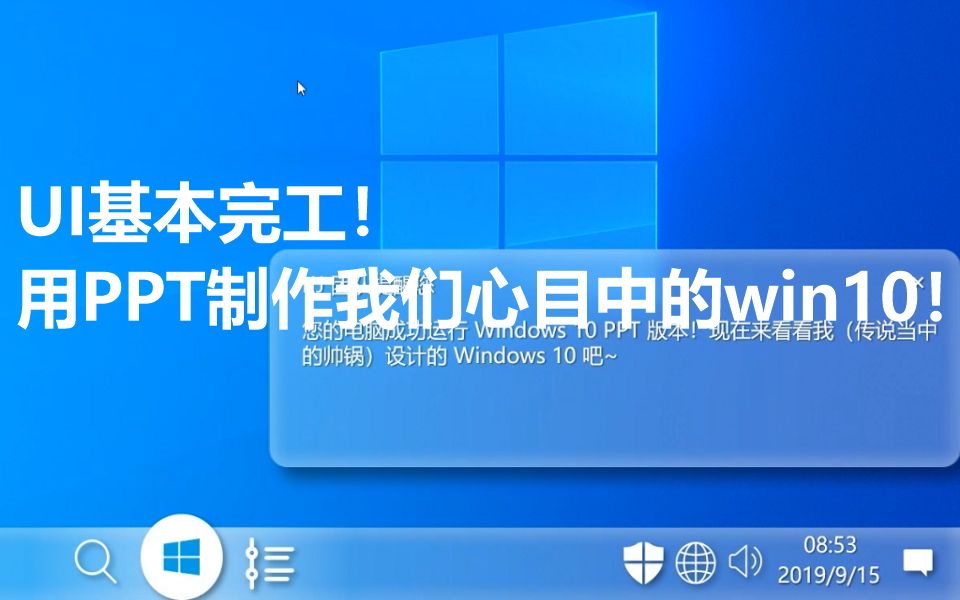 UI基本完工！
用PPT制作我们心目中的win10！
您的电脑成功运行 Windows 10 PPT 版本！现在来看看我（传说当中
的帅锅）设计的 Windows 10 吧~
08:53
2019/9/15